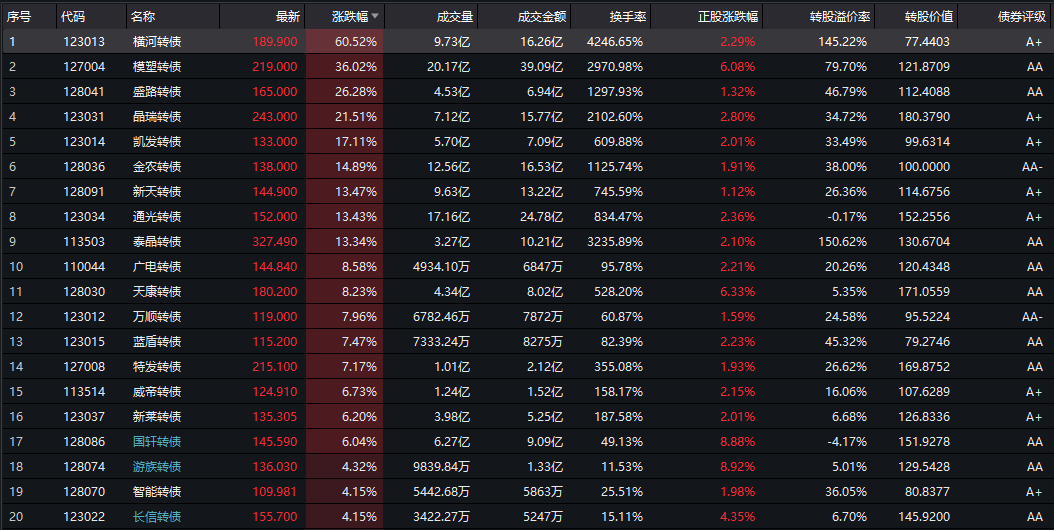 序号 代码 名称 最新 涨跌幅 成交量 成交金额 换手率 正股涨跌幅 转股溢价率 转股价值 债券评级
1 123013 横河转债 189.900 60.52% 9.73亿 16.26亿 4246.65% 2.29% 145.22% 77.4403 A+
2 127004 模塑转债 219.000 36.02% 20.17亿 39.09亿 2970.98% 6.08% 79.70% 121.8709 AA
3 128041 盛路转债 165.000 26.28% 4.53亿 6.94亿 1297.93% 1.32% 46.79% 112.4088 AA
4 123031 晶瑞转债 243.000 21.51% 7.12亿 15.77亿 2102.60% 2.80% 34.72% 180.3790 A+
5 123014 凯发转债 133.000 17.11% 5.70亿 7.09亿 609.88% 2.01% 33.49% 99.6314 A+
6 128036 金农转债 138.000 14.89% 12.56亿 16.53亿 1125.74% 1.91% 38.00% 100.0000 AA-
7 128091 新天转债 144.900 13.47% 9.63亿 13.22亿 745.59% 1.12% 26.36% 114.6756 A+
8 123034 通光转债 152.000 13.43% 17.16亿 24.78亿 834.47% 2.36% -0.17% 152.2556 A+
9 113503 泰晶转债 327.490 13.34% 3.27亿 10.21亿 3235.89% 2.10% 150.62% 130.6704 AA
10 110044 广电转债 144.840 8.58% 4934.10万 6847万 95.78% 2.21% 20.26% 120.4348 AA
11 128030 天康转债 180.200 8.23% 4.34亿 8.02亿 528.20% 6.33% 5.35% 171.0559 AA
12 123012 万顺转债 119.000 7.96% 6782.46万 7872万 60.87% 1.59% 24.58% 95.5224 AA-
13 123015 蓝盾转债 115.200 7.47% 7333.24万 8275万 82.39% 2.23% 45.32% 79.2746 AA
14 127008 特发转债 215.100 7.17% 1.01亿 2.12亿 355.08% 1.93% 26.62% 169.8752 AA
15 113514 威帝转债 124.910 6.73% 1.24亿 1.52亿 158.17% 2.15% 16.06% 107.6289 A+
16 123037 新莱转债 135.305 6.20% 3.98亿 5.25亿 187.58% 2.01% 6.68% 126.8336 A+
17 128086 国轩转债 145.590 6.04% 6.27亿 9.09亿 49.13% 8.88% -4.17% 151.9278 AA
18 128074 游族转债 136.030 4.32% 9839.84万 1.33亿 11.53% 8.92% 5.01% 129.5428 AA
19 128070 智能转债 109.981 4.15% 5442.68万 5863万 25.51% 1.98% 36.05% 80.8377 A+
20 123022 长信转债 155.700 4.15% 3422.27万 5247万 15.11% 4.35% 6.70% 145.9200 AA